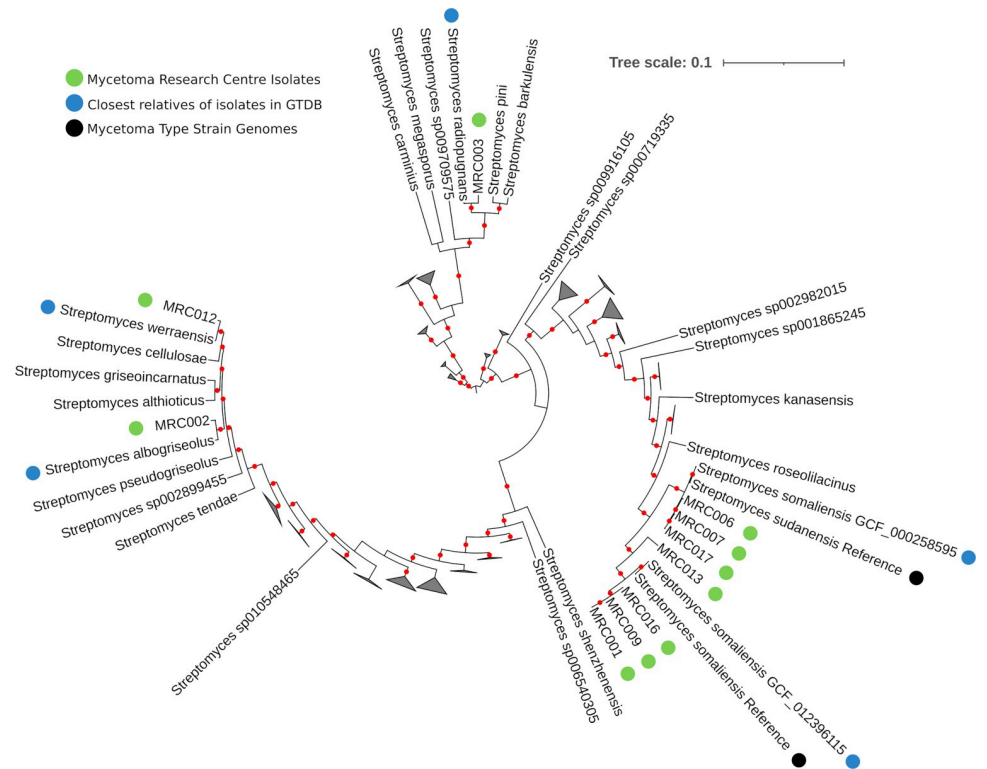 Mycetoma Research Centre Isolates
Closest relatives of isolates in GTDB
Mycetoma Type Strain Genomes
Tree scale: 0.1
Streptomyces carminius
Streptomyces megasporus
Streptomyces sp009709575
Streptomyces radiopugnans
MRC003
Streptomyces pini
Streptomyces barkulensis
Streptomyces sp009916105
Streptomyces sp000719335
Streptomyces sp002982015
Streptomyces sp001865245
Streptomyces kanasensis
Streptomyces roseolilacinus
Streptomyces somaliensis GCF_000258595
Streptomyces sudanensis Reference
MRC006
MRC007
MRC017
MRC013
Streptomyces somaliensis GCF_012396115
Streptomyces somaliensis Reference
MRC016
MRC009
MRC001
Streptomyces shenzhenensis
Streptomyces sp006540305
Streptomyces sp010548465
Streptomyces tendae
Streptomyces sp002899455
Streptomyces pseudogriseolus
Streptomyces albogriseolus
MRC002
Streptomyces althioticus
Streptomyces griseoincarnatus
Streptomyces cellulosae
Streptomyces werraensis
MRC012